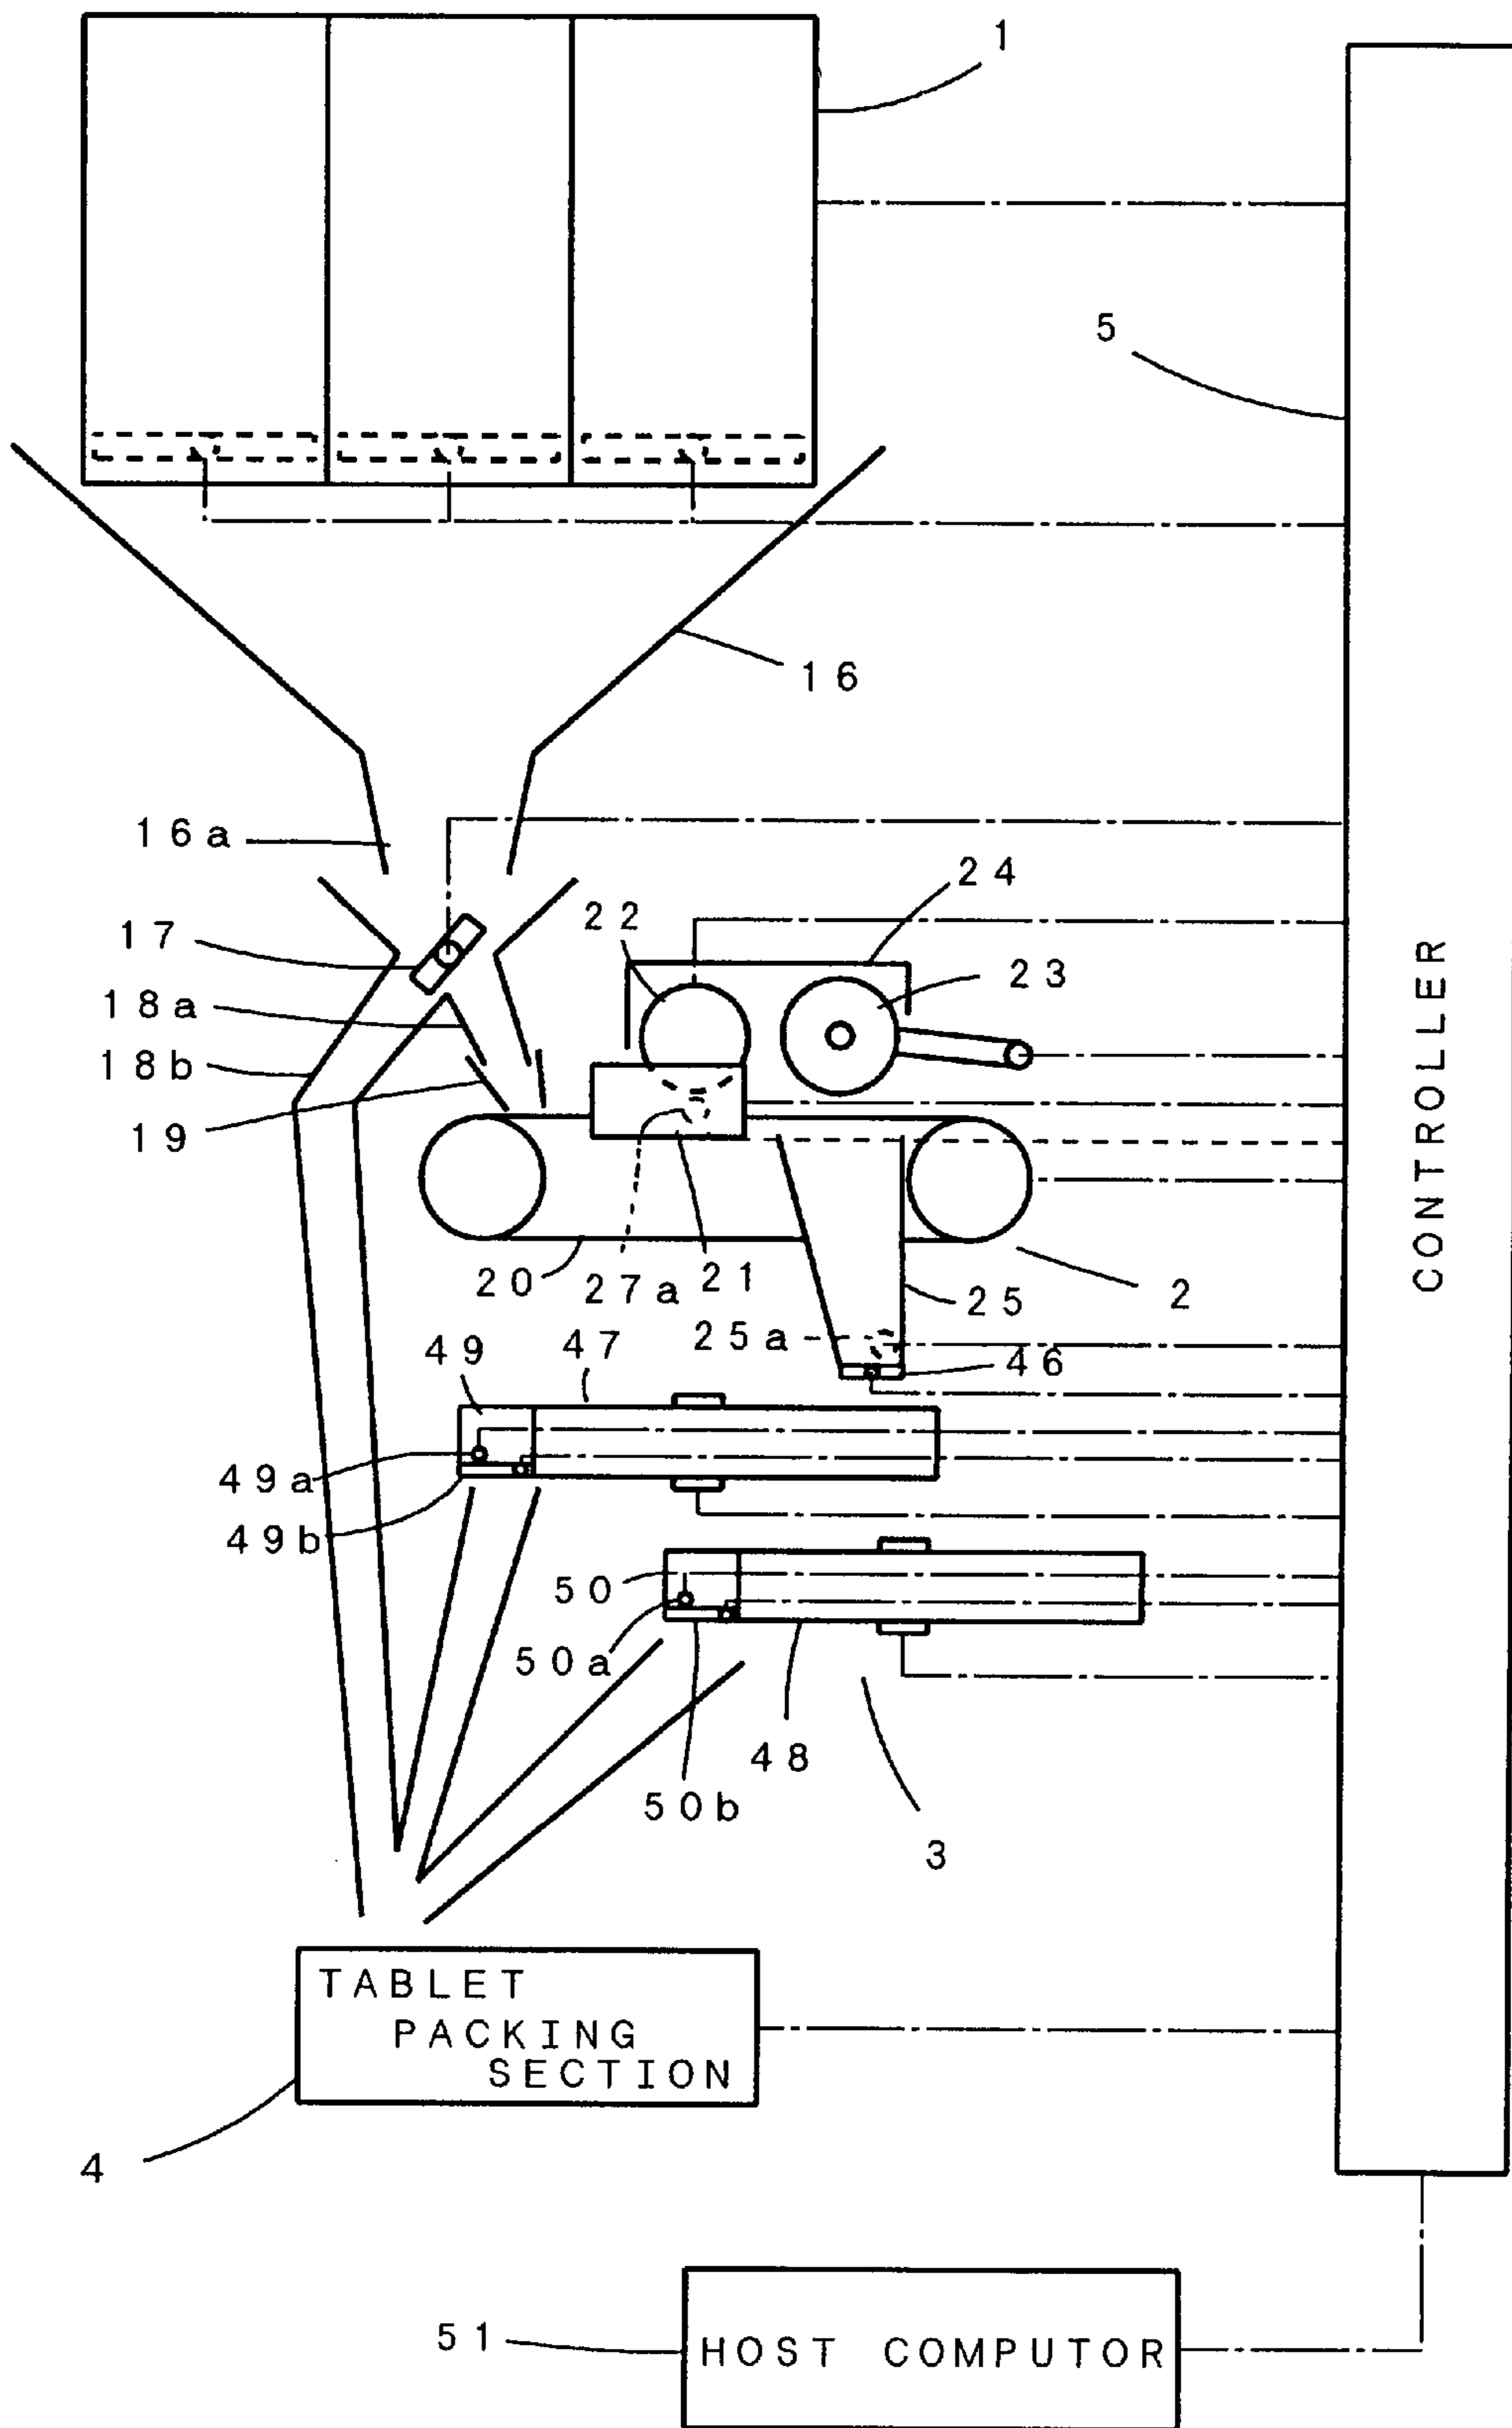 1
5
16
16a
24
22
17
23
18a
18b
19
CONTROLLER
20
27a
21
25
2
25a
49
47
46
49a
49b
50
50a
48
50b
3
TABLET
PACKING
SECTION
4
51
HOST COMPUTOR